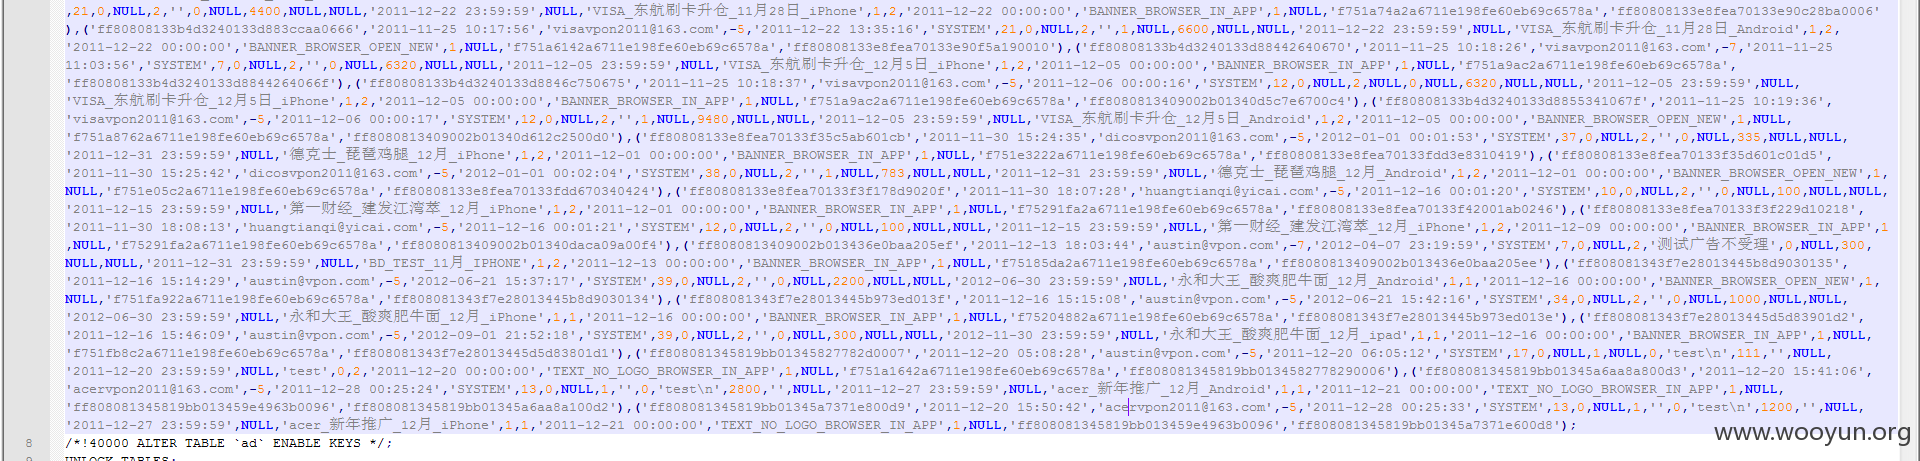 ,21,0,NULL,2,'',0,NULL,4400,NULL,NULL,'2011-12-22 23:59:59',NULL,'VISA_东航刷卡升仓_11月28日_iPhone',1,2,'2011-12-22 00:00:00','BANNER_BROWSER_IN_APP',1,NULL,'f751a74a2a6711e198fe60eb69c6578a','ff80808133e8fea70133e90c28ba0006'
),('ff80808133b4d3240133d883ccaa0666','2011-11-25 10:17:56','visavpon2011@163.com',-5,'2011-12-22 13:35:16','SYSTEM',21,0,NULL,2,'',1,NULL,6600,NULL,NULL,'2011-12-22 23:59:59',NULL,'VISA_东航刷卡升仓_11月28日_Android',1,2,
'2011-12-22 00:00:00','BANNER_BROWSER_OPEN_NEW',1,NULL,'f751a6142a6711e198fe60eb69c6578a','ff80808133e8fea70133e90f5a190010'),('ff80808133b4d3240133d88442640670','2011-11-25 10:18:26','visavpon2011@163.com',-7,'2011-11-25
11:03:56','SYSTEM',7,0,NULL,2,'',0,NULL,6320,NULL,NULL,'2011-12-05 23:59:59',NULL,'VISA_东航刷卡升仓_12月5日_iPhone',1,2,'2011-12-05 00:00:00','BANNER_BROWSER_IN_APP',1,NULL,'f751a9ac2a6711e198fe60eb69c6578a',
'ff80808133b4d3240133d8844264066f'),('ff80808133b4d3240133d8846c750675','2011-11-25 10:18:37','visavpon2011@163.com',-5,'2011-12-06 00:00:16','SYSTEM',12,0,NULL,2,NULL,0,NULL,6320,NULL,NULL,'2011-12-05 23:59:59',NULL,
'VISA_东航刷卡升仓_12月5日_iPhone',1,2,'2011-12-05 00:00:00','BANNER_BROWSER_IN_APP',1,NULL,'f751a9ac2a6711e198fe60eb69c6578a','ff8080813409002b01340d5c7e6700c4'),('ff80808133b4d3240133d8855341067f','2011-11-25 10:19:36',
'visavpon2011@163.com',-5,'2011-12-06 00:00:17','SYSTEM',12,0,NULL,2,'',1,NULL,9480,NULL,NULL,'2011-12-05 23:59:59',NULL,'VISA_东航刷卡升仓_12月5日_Android',1,2,'2011-12-05 00:00:00','BANNER_BROWSER_OPEN_NEW',1,NULL,
'f751a8762a6711e198fe60eb69c6578a','ff8080813409002b01340d612c2500d0'),('ff80808133e8fea70133f35c5ab601cb','2011-11-30 15:24:35','dicosvpon2011@163.com',-5,'2012-01-01 00:01:53','SYSTEM',37,0,NULL,2,'',0,NULL,335,NULL,NULL,
'2011-12-31 23:59:59',NULL,'德克士_琵琶鸡腿_12月_iPhone',1,2,'2011-12-01 00:00:00','BANNER_BROWSER_IN_APP',1,NULL,'f751e3222a6711e198fe60eb69c6578a','ff80808133e8fea70133fdd3e8310419'),('ff80808133e8fea70133f35d601c01d5',
'2011-11-30 15:25:42','dicosvpon2011@163.com',-5,'2012-01-01 00:02:04','SYSTEM',38,0,NULL,2,'',1,NULL,783,NULL,NULL,'2011-12-31 23:59:59',NULL,'德克士_琵琶鸡腿_12月_Android',1,2,'2011-12-01 00:00:00','BANNER_BROWSER_OPEN_NEW',1,
NULL,'f751e05c2a6711e198fe60eb69c6578a','ff80808133e8fea70133fdd670340424'),('ff80808133e8fea70133f3f178d9020f','2011-11-30 18:07:28','huangtianqi@yicai.com',-5,'2011-12-16 00:01:20','SYSTEM',10,0,NULL,2,'',0,NULL,100,NULL,NULL,
'2011-12-15 23:59:59',NULL,'第一财经_建发江湾萃_12月_iPhone',1,2,'2011-12-01 00:00:00','BANNER_BROWSER_IN_APP',1,NULL,'f75291fa2a6711e198fe60eb69c6578a','ff80808133e8fea70133f42001ab0246'),('ff80808133e8fea70133f3f229d10218',
'2011-11-30 18:08:13','huangtianqi@yicai.com',-5,'2011-12-16 00:01:21','SYSTEM',12,0,NULL,2,'',0,NULL,100,NULL,NULL,'2011-12-15 23:59:59',NULL,'第一财经_建发江湾萃_12月_iPhone',1,2,'2011-12-09 00:00:00','BANNER_BROWSER_IN_APP',1
,NULL,'f75291fa2a6711e198fe60eb69c6578a','ff8080813409002b01340daca09a00f4'),('ff8080813409002b013436e0baa205ef','2011-12-13 18:03:44','austin@vpon.com',-7,'2012-04-07 23:19:59','SYSTEM',7,0,NULL,2,'测试广告不受理',0,NULL,300,
NULL,NULL,'2011-12-31 23:59:59',NULL,'BD_TEST_11月_IPHONE',1,2,'2011-12-13 00:00:00','BANNER_BROWSER_IN_APP',1,NULL,'f75185da2a6711e198fe60eb69c6578a','ff8080813409002b013436e0baa205ee'),('ff808081343f7e28013445b8d9030135',
'2011-12-16 15:14:29','austin@vpon.com',-5,'2012-06-21 15:37:17','SYSTEM',39,0,NULL,2,'',0,NULL,2200,NULL,NULL,'2012-06-30 23:59:59',NULL,'永和大王_酸爽肥牛面_12月_Android',1,1,'2011-12-16 00:00:00','BANNER_BROWSER_OPEN_NEW',1,
NULL,'f751fa922a6711e198fe60eb69c6578a','ff808081343f7e28013445b8d9030134'),('ff808081343f7e28013445b973ed013f','2011-12-16 15:15:08','austin@vpon.com',-5,'2012-06-21 15:42:16','SYSTEM',34,0,NULL,2,'',0,NULL,1000,NULL,NULL,
'2012-06-30 23:59:59',NULL,'永和大王_酸爽肥牛面_12月_iPhone',1,1,'2011-12-16 00:00:00','BANNER_BROWSER_IN_APP',1,NULL,'f75204882a6711e198fe60eb69c6578a','ff808081343f7e28013445b973ed013e'),('ff808081343f7e28013445d5d83901d2',
'2011-12-16 15:46:09','austin@vpon.com',-5,'2012-09-01 21:52:18','SYSTEM',39,0,NULL,2,'',0,NULL,300,NULL,NULL,'2012-11-30 23:59:59',NULL,'永和大王_酸爽肥牛面_12月_ipad',1,1,'2011-12-16 00:00:00','BANNER_BROWSER_IN_APP',1,NULL,
'f751fb8c2a6711e198fe60eb69c6578a','ff808081343f7e28013445d5d83801d1'),('ff808081345819bb01345827782d0007','2011-12-20 05:08:28','austin@vpon.com',-5,'2011-12-20 06:05:12','SYSTEM',17,0,NULL,1,NULL,0,'test\n',111,'',NULL,
'2011-12-20 23:59:59',NULL,'test',0,2,'2011-12-20 00:00:00','TEXT_NO_LOGO_BROWSER_IN_APP',1,NULL,'f751a1642a6711e198fe60eb69c6578a','ff808081345819bb0134582778290006'),('ff808081345819bb01345a6aa8a800d3','2011-12-20 15:41:06',
'acervpon2011@163.com',-5,'2011-12-28 00:25:24','SYSTEM',13,0,NULL,1,'',0,'test\n',2800,'',NULL,'2011-12-27 23:59:59',NULL,'acer_新年推广_12月_Android',1,1,'2011-12-21 00:00:00','TEXT_NO_LOGO_BROWSER_IN_APP',1,NULL,
'ff808081345819bb013459e4963b0096','ff808081345819bb01345a6aa8a100d2'),('ff808081345819bb01345a7371e800d9','2011-12-20 15:50:42','acervpon2011@163.com',-5,'2011-12-28 00:25:33','SYSTEM',13,0,NULL,1,'',0,'test\n',1200,'',NULL,
'2011-12-27 23:59:59',NULL,'acer_新年推广_12月_iPhone',1,1,'2011-12-21 00:00:00','TEXT_NO_LOGO_BROWSER_IN_APP',1,NULL,'ff808081345819bb013459e4963b0096','ff808081345819bb01345a7371e600d8');
8 /*!40000 ALTER TABLE `ad` ENABLE KEYS */;
UNLOCK TABLES;
www.wooyun.org